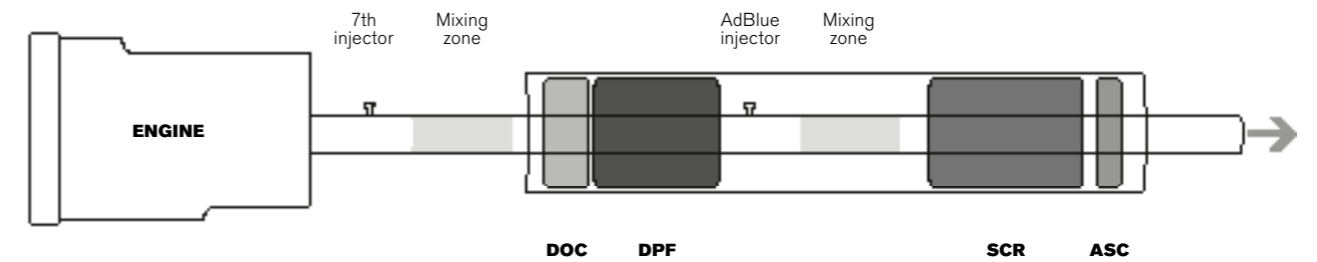 7th
injector
Mixing
zone
AdBlue
injector
Mixing
zone
ENGINE
DOC
DPF
SCR
ASC